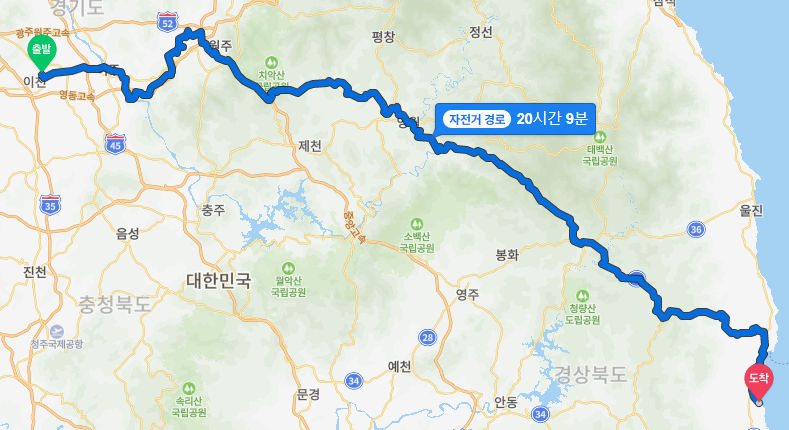 경기도
52
평창
정선
광주원주고속
출발
원주
이천
치악산
국립공원
영동고속
자전거 경로 20시간 9분
45
제천
태백산
국립공원
35
충주
중앙고속
울진
음성
소백산
국립공원
36
봉화
진천
대한민국
월악산
국립공원
충청북도
영주
청량산
도립공원
청주국제공항
28
예천
경상북도
도착
34
속리산
국립공원
문경
안동
34